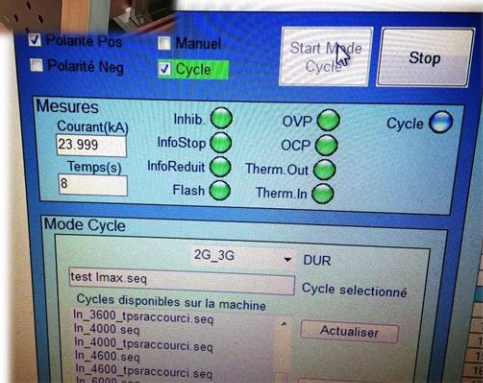 Polarité Pos
Manuel
Start Mode Cycle
Stop
Polarité Neg
Cycle
Mesures
Courant(kA)
23.999
Temps(s)
8
Inhib.
InfoStop
InfoReduit
Flash
OVP
OCP
Therm.Out
Therm.In
Cycle
Mode Cycle
2G_3G
DUR
test Imax.seq
Cycle selectionné
Cycles disponibles sur la machine
In_3600_tpsraccourci.seq
In_4000.seq
In_4000_tpsraccourci.seq
In_4600.seq
In_4600_tpsraccourci.seq
In_6000.seq
Actualiser